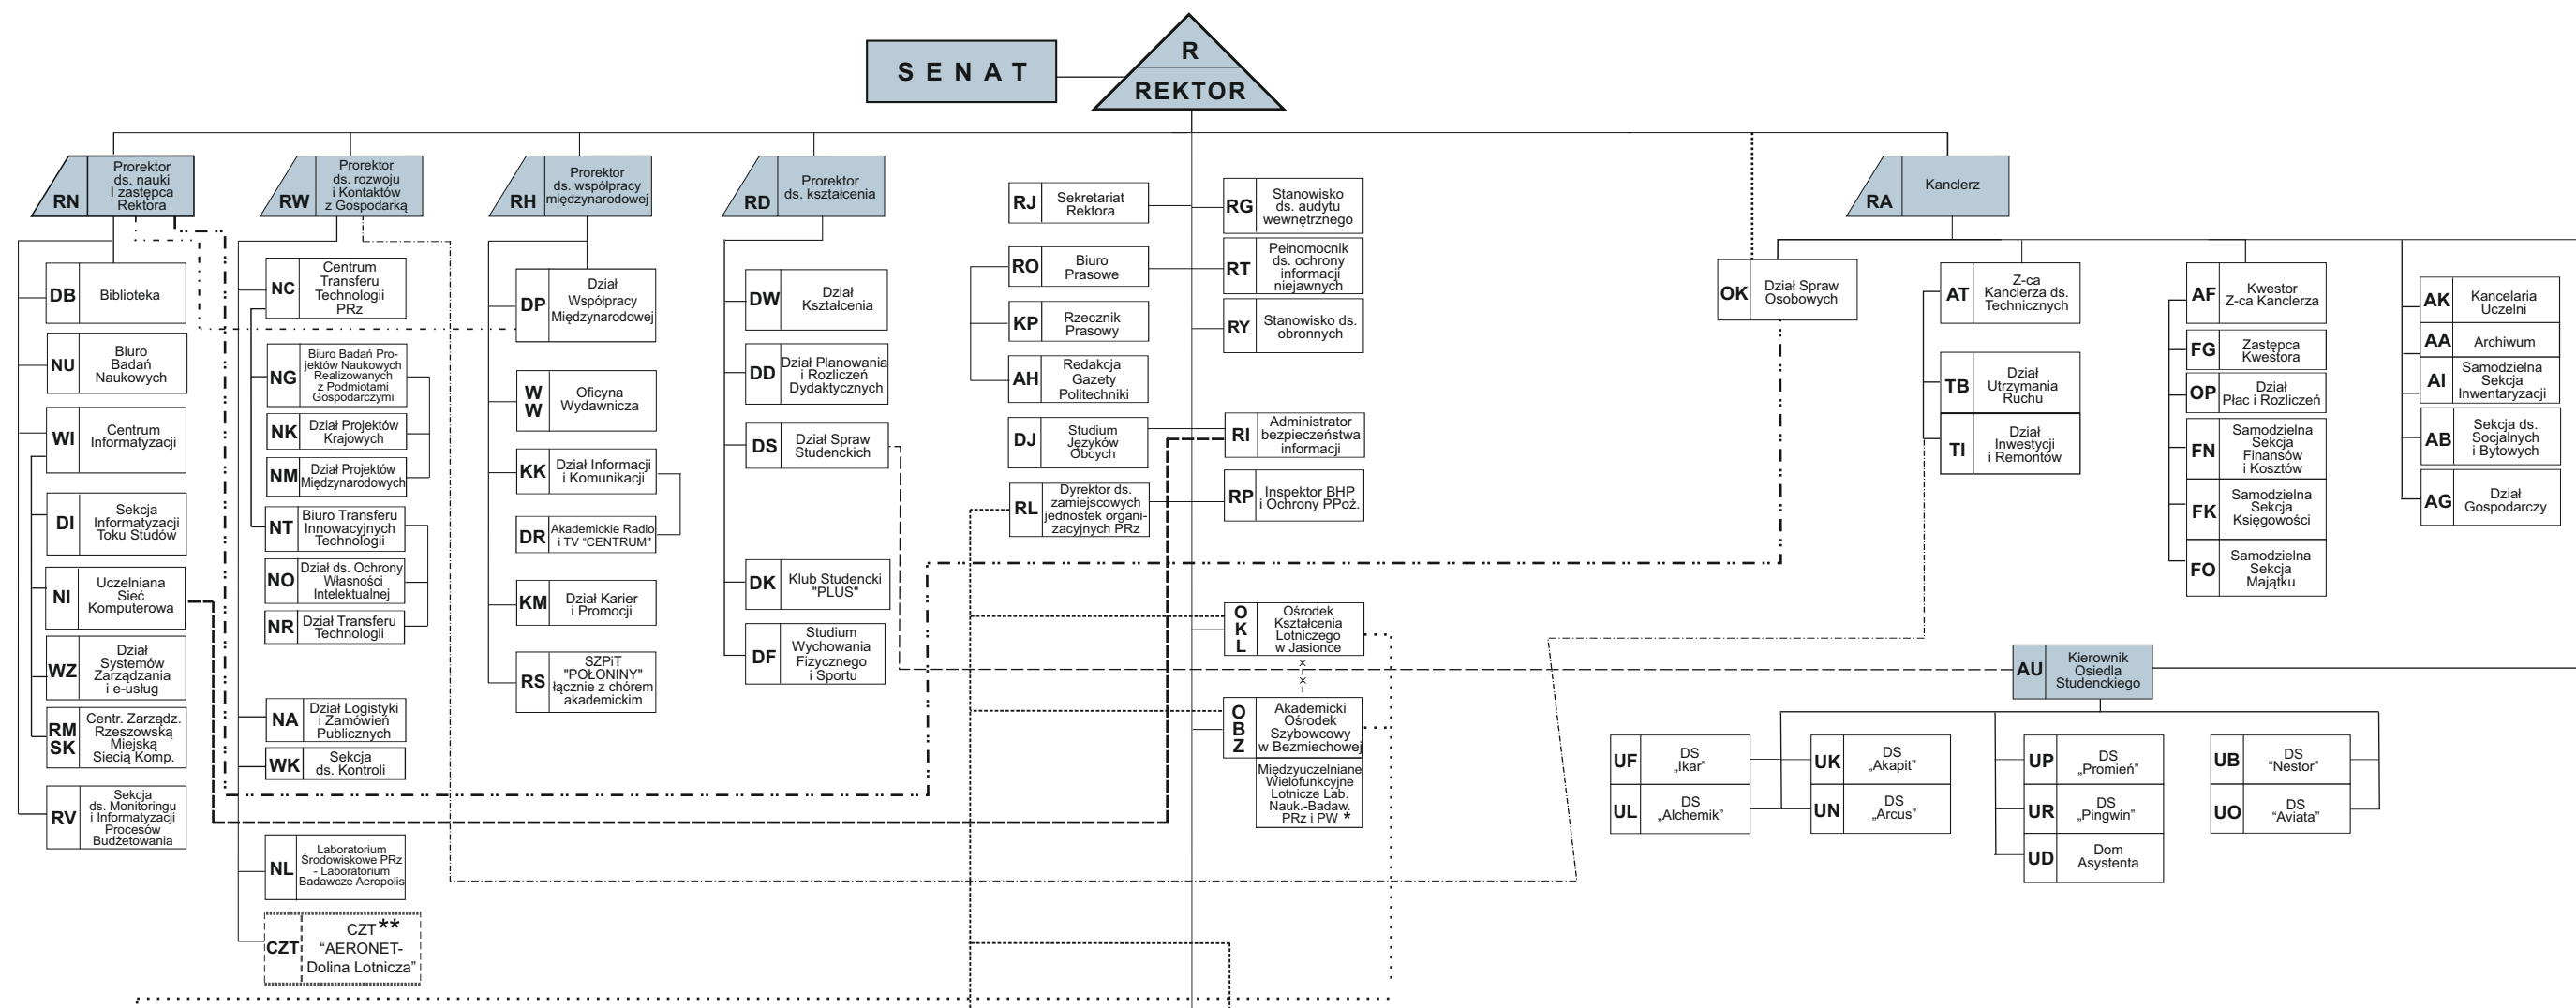 S E N A T
R
REKTOR
RN
Prorektor
ds. nauki
I zastępca
Rektora
RW
Prorektor
ds. rozwoju
i Kontaktów
z Gospodarką
RH
Prorektor
ds. współpracy
międzynarodowej
RD
Prorektor
ds. kształcenia
RA
Kanclerz
DB
Biblioteka
NU
Biuro
Badań
Naukowych
WI
Centrum
Informatyzacji
DI
Sekcja
Informatyzacji
Toku Studów
NI
Uczelniana
Sieć
Komputerowa
WZ
Dział
Systemów
Zarządzania
i e-usług
RM
SK
Centr. Zarządz.
Rzeszowską
Miejską
Siecią Komp.
RV
Sekcja
ds. Monitoringu
i Informatyzacji
Procesów
Budżetowania
NC
Centrum
Transferu
Technologii
PRz
NG
Biuro Badań Pro-
jektów Naukowych
Realizowanych
z Podmiotami
Gospodarczymi
NK
Dział Projektów
Krajowych
NM
Dział Projektów
Międzynarodowych
NT
Biuro Transferu
Innowacyjnych
Technologii
NO
Dział ds. Ochrony
Własności
Intelektualnej
NR
Dział Transferu
Technologii
NA
Dział Logistyki
i Zamówień
Publicznych
WK
Sekcja
ds. Kontroli
NL
Laboratorium
Środowiskowe PRz
- Laboratorium
Badawcze Aeropolis
CZT
CZT**
“AERONET-
Dolina Lotnicza”
DP
Dział
Współpracy
Międzynarodowej
W
W
Oficyna
Wydawnicza
KK
Dział Informacji
i Komunikacji
DR
Akademickie Radio
i TV “CENTRUM”
KM
Dział Karier
i Promocji
RS
SZPiT
"POŁONINY"
łącznie z chórem
akademickim
DW
Dział
Kształcenia
DD
Dział Planowania
i Rozliczeń
Dydaktycznych
DS
Dział Spraw
Studenckich
DK
Klub Studencki
"PLUS"
DF
Studium
Wychowania
Fizycznego
i Sportu
RJ
Sekretariat
Rektora
RO
Biuro
Prasowe
KP
Rzecznik
Prasowy
AH
Redakcja
Gazety
Politechniki
DJ
Studium
Języków
Obcych
RL
Dyrektor ds.
zamiejscowych
jednostek organi-
zacyjnych PRz
RG
Stanowisko
ds. audytu
wewnętrznego
RT
Pełnomocnik
ds. ochrony
informacji
niejawnych
RY
Stanowisko ds.
obronnych
RI
Administrator
bezpieczeństwa
informacji
RP
Inspektor BHP
i Ochrony PPoż.
O
K
L
Ośrodek
Kształcenia
Lotniczego
w Jasionce
O
B
Z
Akademicki
Ośrodek
Szybowcowy
w Bezmiechowej
Międzyuczelniane
Wielofunkcyjne
Lotnicze Lab.
Nauk.-Badaw.
PRz i PW *
OK
Dział Spraw
Osobowych
AT
Z-ca
Kanclerza ds.
Technicznych
TB
Dział
Utrzymania
Ruchu
TI
Dział
Inwestycji
i Remontów
AF
Kwestor
Z-ca Kanclerza
FG
Zastępca
Kwestora
OP
Dział
Płac i Rozliczeń
FN
Samodzielna
Sekcja
Finansów
i Kosztów
FK
Samodzielna
Sekcja
Księgowości
FO
Samodzielna
Sekcja
Majątku
AK
Kancelaria
Uczelni
AA
Archiwum
AI
Samodzielna
Sekcja
Inwentaryzacji
AB
Sekcja ds.
Socjalnych
i Bytowych
AG
Dział
Gospodarczy
AU
Kierownik
Osiedla
Studenckiego
UF
DS
„Ikar”
UL
DS
„Alchemik”
UK
DS
„Akapit”
UN
DS
„Arcus”
UP
DS
„Promień”
UR
DS
„Pingwin”
UD
Dom
Asystenta
UB
DS
“Nestor”
UO
DS
“Aviata”